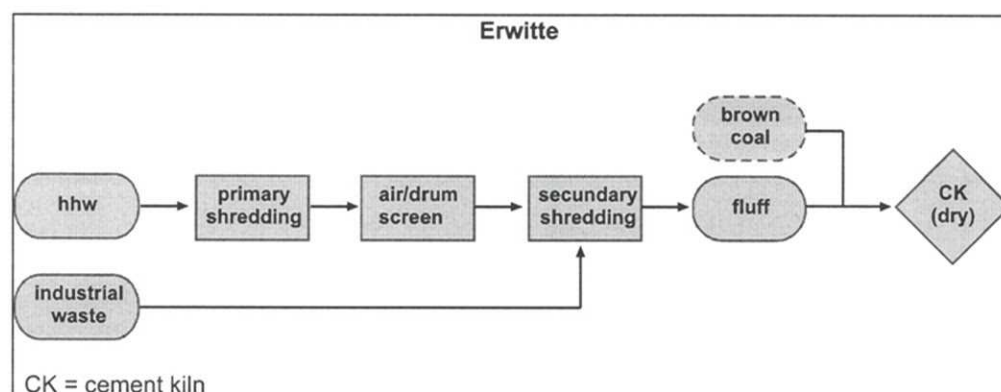 Erwitte
brown
coal
hhw
primary
shredding
air/drum
screen
secundary
shredding
fluff
CK
(dry)
industrial
waste
CK = cement kiln